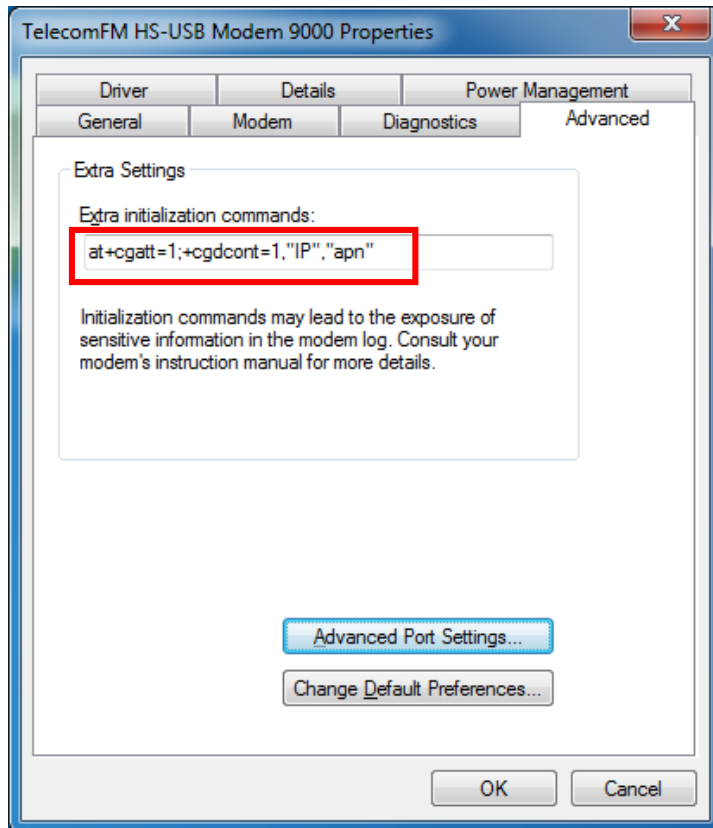 TelecomFM HS-USB Modem 9000 Properties
Driver Details Power Management
General Modem Diagnostics Advanced
Extra Settings
Extra initialization commands:
at+cgatt=1;+cgdcont=1,"IP","apn"
Initialization commands may lead to the exposure of
sensitive information in the modem log. Consult your
modem's instruction manual for more details.
Advanced Port Settings...
Change Default Preferences...
OK Cancel